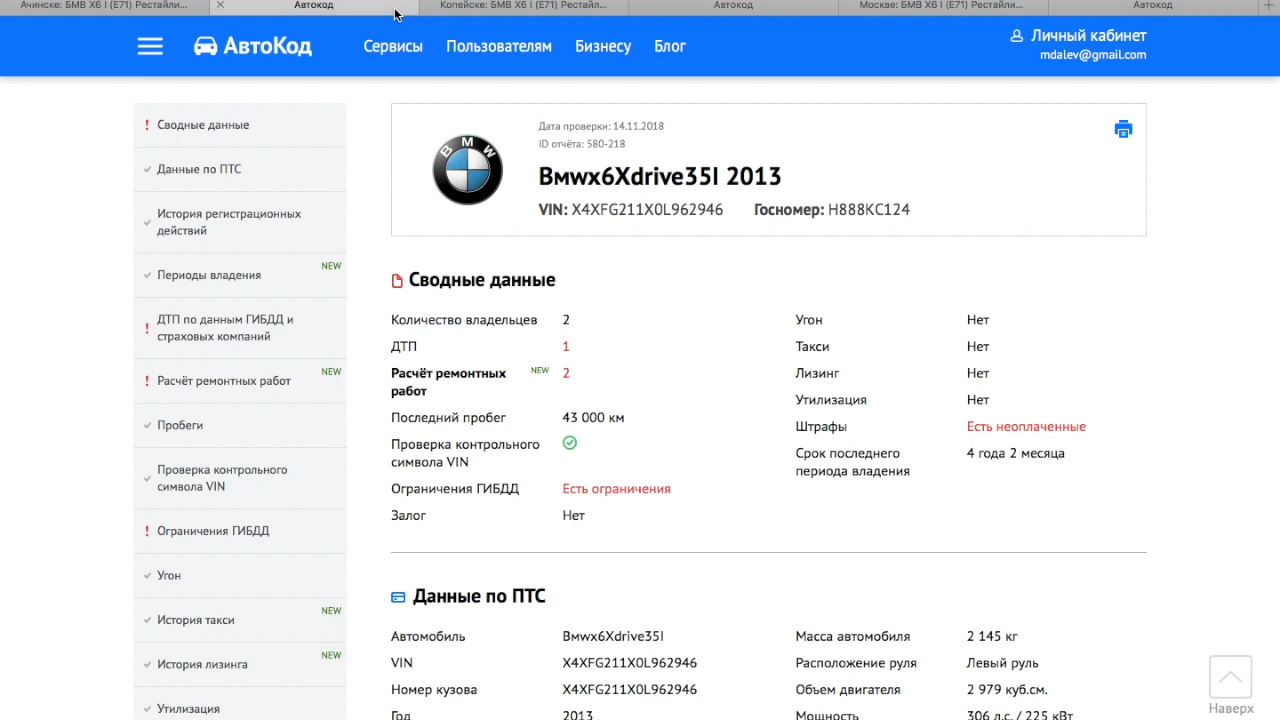 Ачинске: БМВ Х6 I (E71) Рестайли...
Автокод
Копейске: БМВ Х6 I (E71) Рестайл...
Автокод
Москве: БМВ Х6 I (E71) Рестайли...
Автокод
АвтоКод
Сервисы
Пользователям
Бизнесу
Блог
Личный кабинет
mdalev@gmail.com
Сводные данные
Данные по ПТС
История регистрационных
действий
Периоды владения
NEW
ДТП по данным ГИБДД и
страховых компаний
Расчёт ремонтных работ
NEW
Пробеги
Проверка контрольного
символа VIN
Ограничения ГИБДД
Угон
История такси
NEW
История лизинга
NEW
Утилизация
BMW
Дата проверки: 14.11.2018
ID отчёта: 580-218
Вмwx6Xdrive35I 2013
VIN: X4XFG211X0L962946 Госномер: Н888КС124
Сводные данные
Количество владельцев 2
ДТП 1
Расчёт ремонтных NEW 2
работ
Последний пробег 43 000 км
Проверка контрольного
символа VIN
Ограничения ГИБДД Есть ограничения
Залог Нет
Угон Нет
Такси Нет
Лизинг Нет
Утилизация Нет
Штрафы Есть неоплаченные
Срок последнего 4 года 2 месяца
периода владения
Данные по ПТС
Автомобиль Вмwx6Xdrive35I
VIN X4XFG211X0L962946
Номер кузова X4XFG211X0L962946
Год 2013
Масса автомобиля 2 145 кг
Расположение руля Левый руль
Объем двигателя 2 979 куб.см.
Мощность 306 л.с. / 225 кВт
Наверх